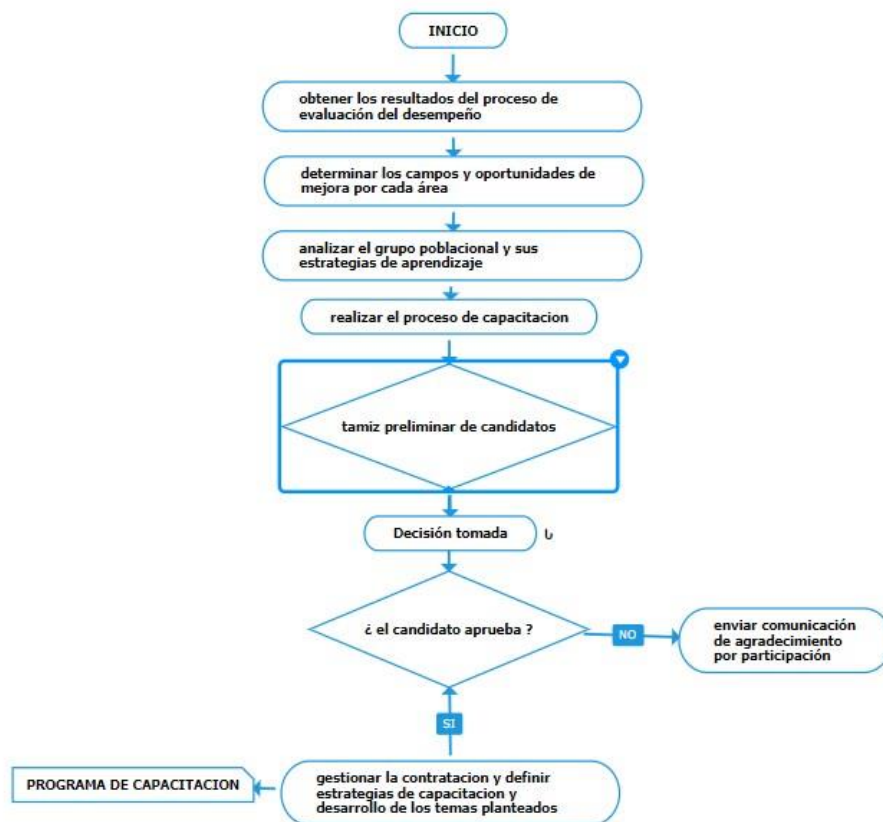 INICIO
obtener los resultados del proceso de
evaluación del desempeño
determinar los campos y oportunidades de
mejora por cada área
analizar el grupo poblacional y sus
estrategias de aprendizaje
realizar el proceso de capacitacion
tamiz preliminar de candidatos
Decisión tomada
¿ el candidato aprueba ?
NO
enviar comunicación
de agradecimiento
por participación
SI
PROGRAMA DE CAPACITACION
gestionar la contratacion y definir
estrategias de capacitacion y
desarrollo de los temas planteados